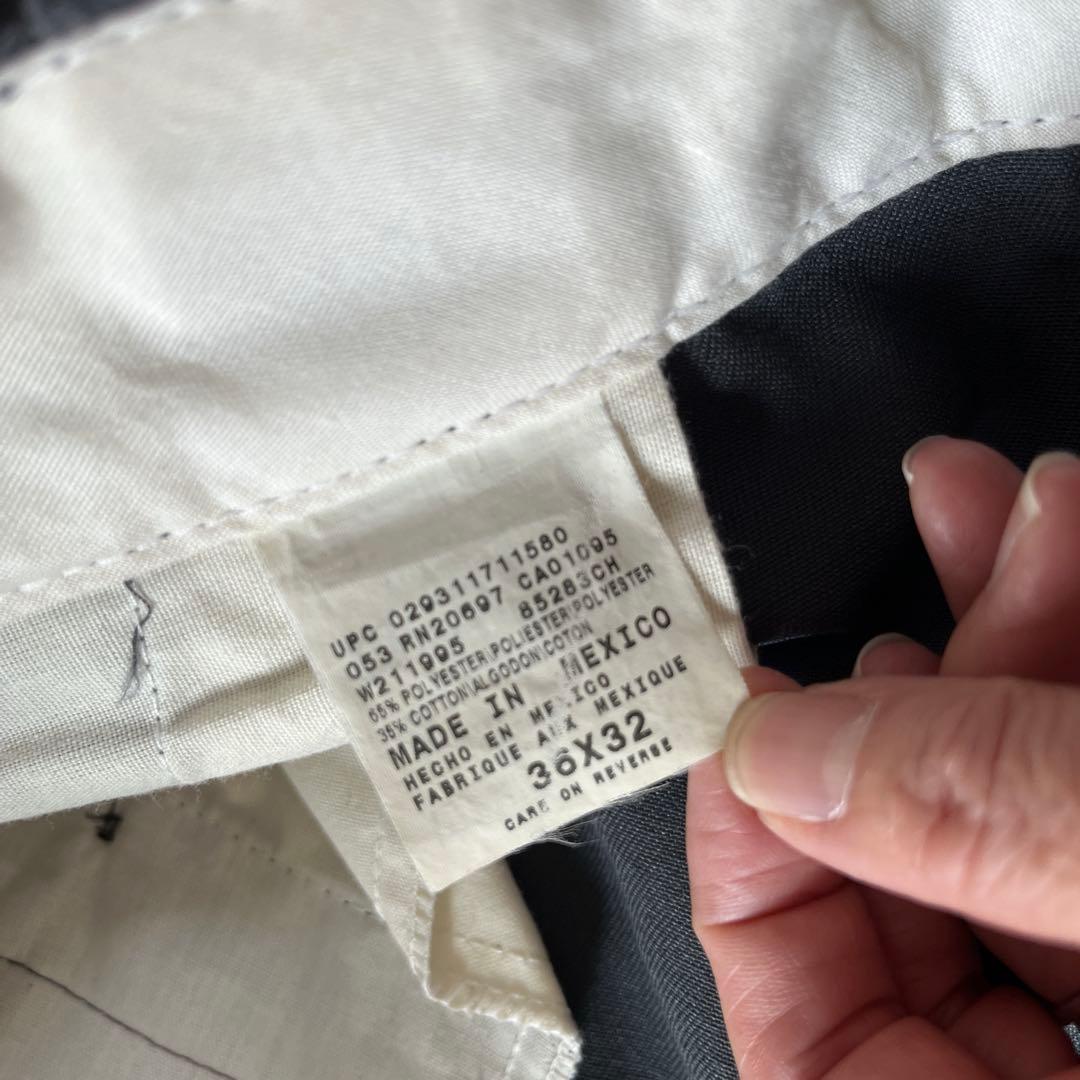 UPC 029311711580
053 RN20697 CA01095
W211995 85283CH
65% POLYESTER\POLIESTER\POLYESTER
35% COTTON\ALGODON\COTON
MADE IN MEXICO
HECHO EN MEXICO
FABRIQUE AUX MEXIQUE
36X32
CARE ON REVERSE